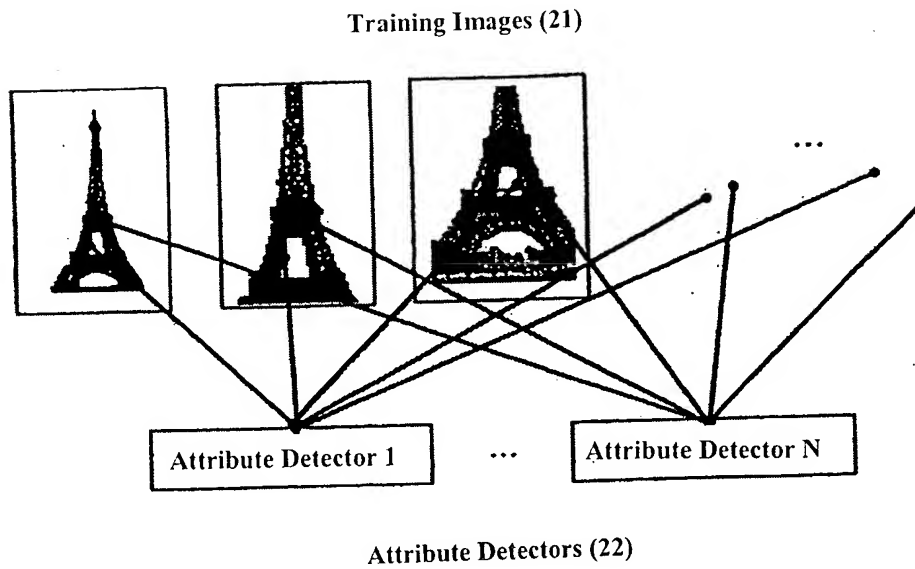 Training Images (21)
...
Attribute Detector 1
...
Attribute Detector N
Attribute Detectors (22)